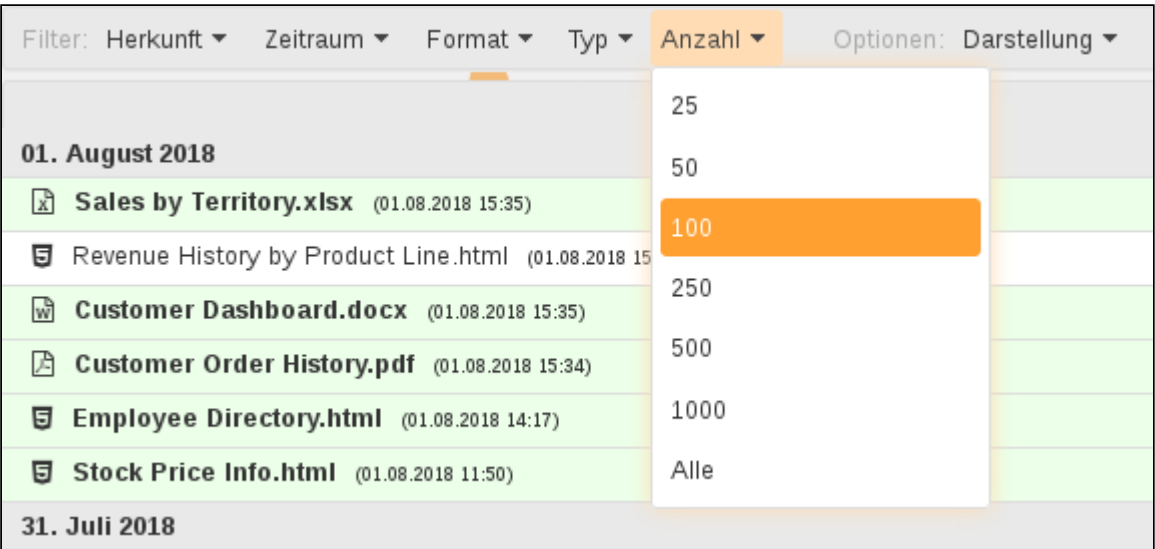 Filter: Herkunft Zeitraum Format Typ Anzahl Optionen: Darstellung
25
01. August 2018
50
Sales by Territory.xlsx (01.08.2018 15:35)
100
Revenue History by Product Line.html (01.08.2018 15
250
Customer Dashboard.docx (01.08.2018 15:35)
500
Customer Order History.pdf (01.08.2018 15:34)
1000
Employee Directory.html (01.08.2018 14:17)
Alle
Stock Price Info.html (01.08.2018 11:50)
31. Juli 2018